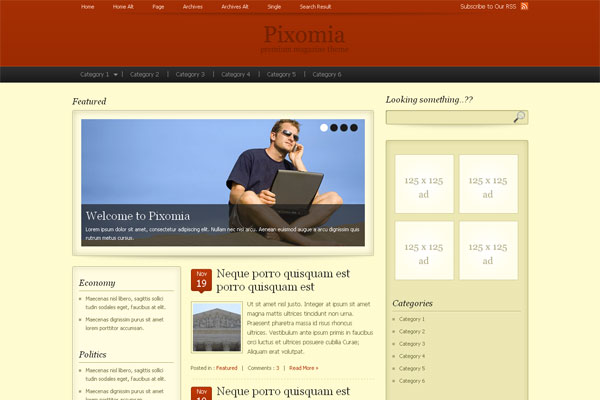 Home Home Alt Page Archives Archives Alt Single Search Result Subscribe to Our RSS
Pixomia
premium magazine theme
Category 1 Category 2 Category 3 Category 4 Category 5 Category 6
Featured
Welcome to Pixomia
Lorem ipsum dolor sit amet, consectetur adipiscing elit. Nullam nec nisl arcu. Aenean euismod augue a arcu dignissim quis
rutrum metus cursus.
Economy
Maecenas nisl libero, sagittis sollici
tudin sodales eget, faucibus at elit.
Maecenas dignissim purus sit amet
lorem porttitor accumsan.
Politics
Maecenas nisl libero, sagittis sollici
tudin sodales eget, faucibus at elit.
Maecenas dignissim purus sit amet
lorem porttitor accumsan.
Nov
19
Neque porro quisquam est
porro quisquam est
Ut sit amet nisl justo. Integer at ipsum sit amet
magna mattis ultrices tincidunt non urna.
Praesent pharetra massa id risus rhoncus
ultrices. Vestibulum ante ipsum primis in faucibus
orci luctus et ultrices posuere cubilia Curae;
Aliquam erat volutpat.
Posted in : Featured | Comments : 3 | Read More »
Nov
19
Neque porro quisquam est
Looking something..??
125 x 125
ad
125 x 125
ad
125 x 125
ad
125 x 125
ad
Categories
Category 1
Category 2
Category 3
Category 4
Category 5
Category 6